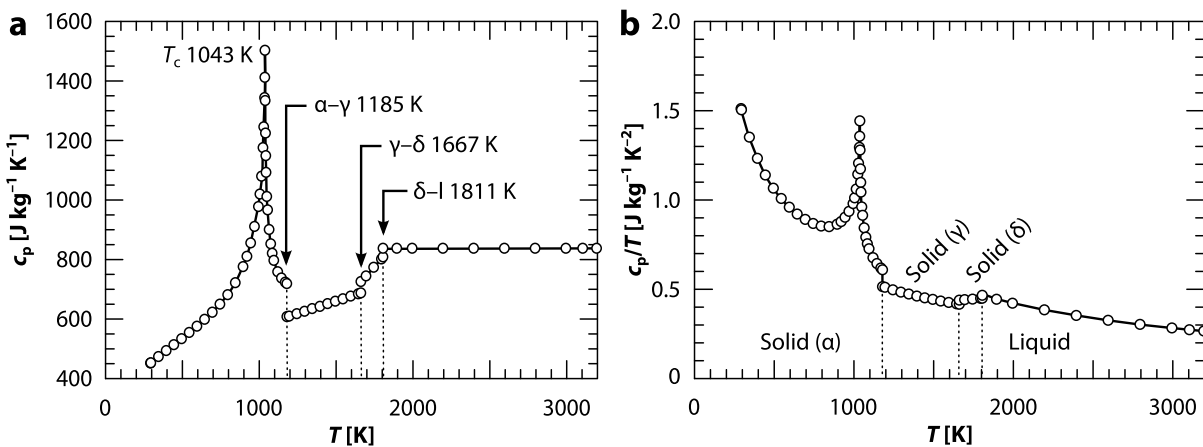 a
T_c 1043 K
α–γ 1185 K
γ–δ 1667 K
δ–l 1811 K
1600
1400
1200
1000
800
600
400
c_p [J kg⁻¹ K⁻¹]
0
1000
2000
3000
T [K]
b
2.0
1.5
1.0
0.5
0
c_p/T [J kg⁻¹ K⁻²]
Solid (γ)
Solid (δ)
Solid (α)
Liquid
0
1000
2000
3000
T [K]